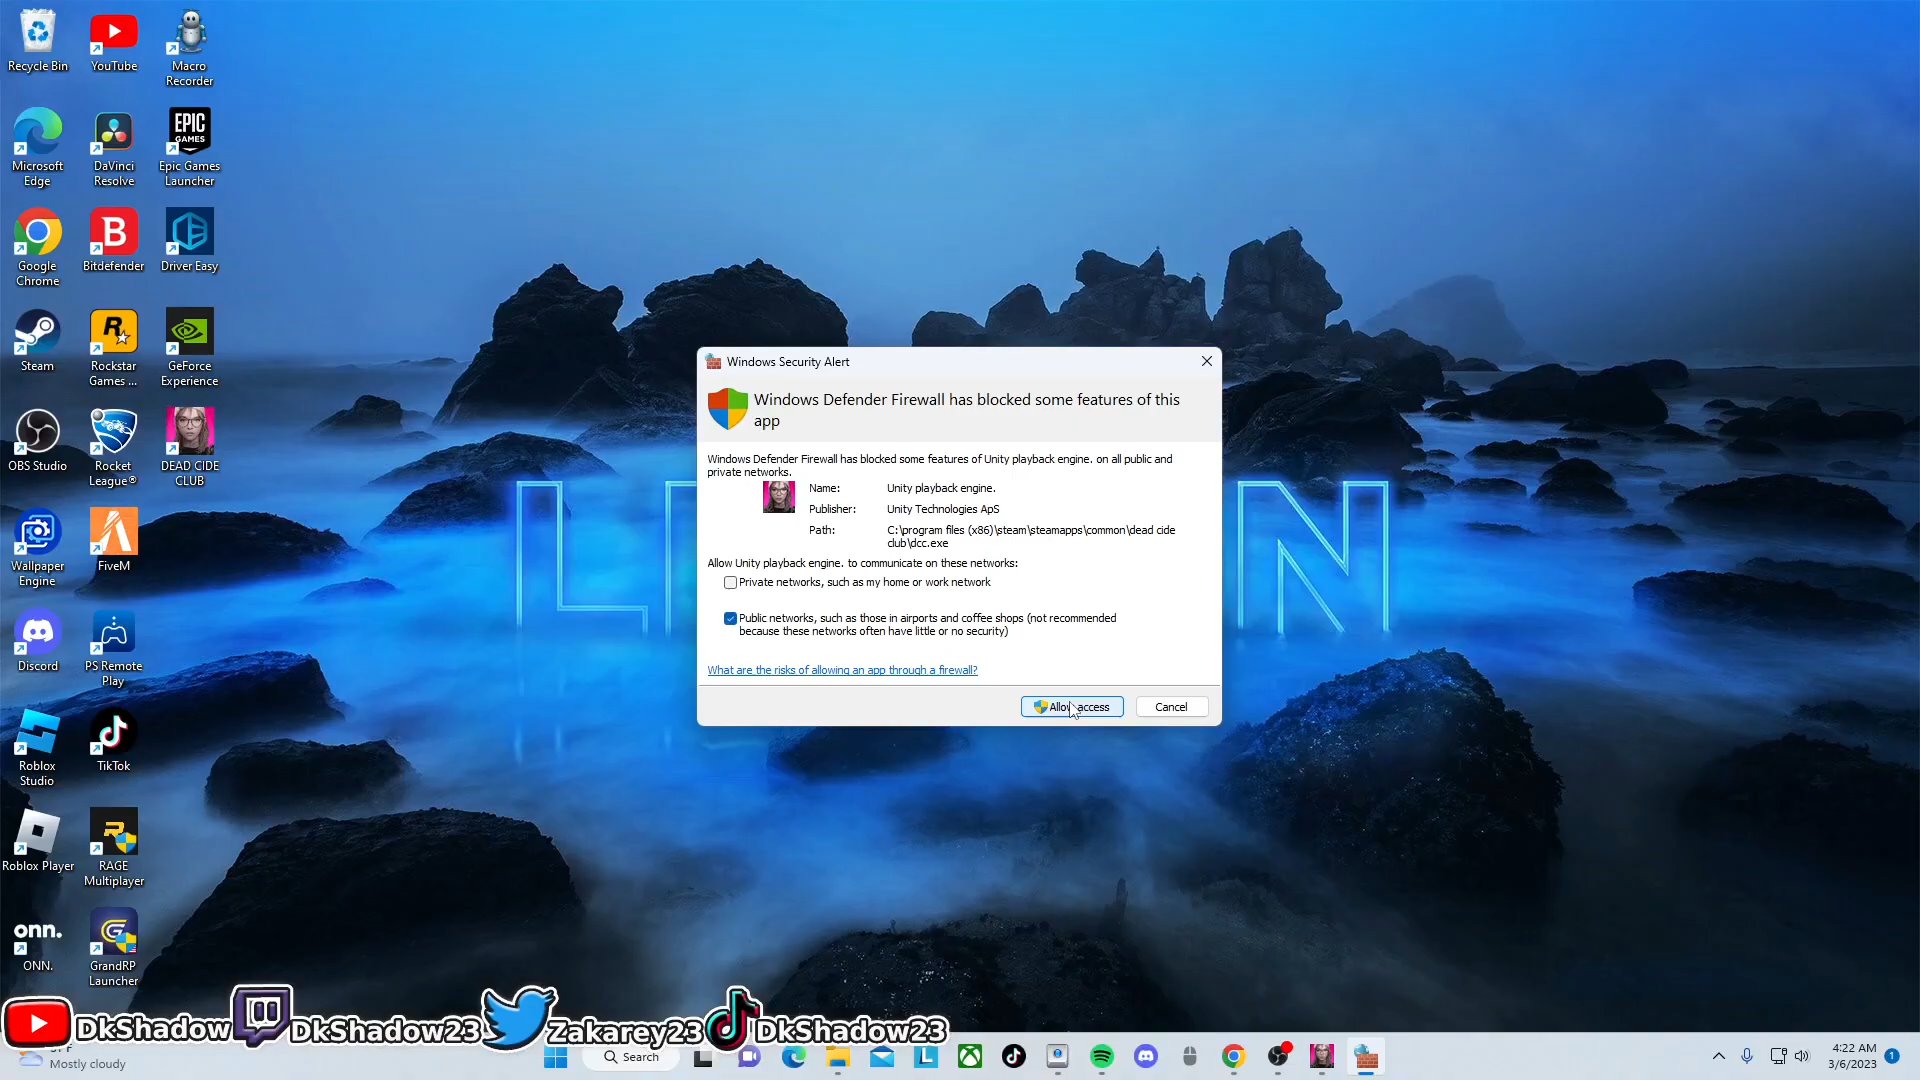 Recycle Bin
YouTube
Macro
Recorder
Microsoft
Edge
DaVinci
Resolve
EPIC
GAMES
Epic Games
Launcher
Google
Chrome
B
Bitdefender
Driver Easy
Steam
R
Rockstar
Games ...
GeForce
Experience
OBS Studio
Rocket
League®
DEAD CIDE
CLUB
Wallpaper
Engine
FiveM
Discord
PS Remote
Play
Roblox
Studio
TikTok
Roblox Player
RAGE
Multiplayer
onn.
ONN.
GrandRP
Launcher
L
N
Windows Security Alert
Windows Defender Firewall has blocked some features of this
app
Windows Defender Firewall has blocked some features of Unity playback engine. on all public and
private networks.
Name: Unity playback engine.
Publisher: Unity Technologies ApS
Path: C:\program files (x86)\steam\steamapps\common\dead cide
club\dcc.exe
Allow Unity playback engine. to communicate on these networks:
Private networks, such as my home or work network
Public networks, such as those in airports and coffee shops (not recommended
because these networks often have little or no security)
What are the risks of allowing an app through a firewall?
Allow access
Cancel
DkShadow
DkShadow23
Zakarey23
DkShadow23
Mostly cloudy
Search
4:22 AM
3/6/2023
1